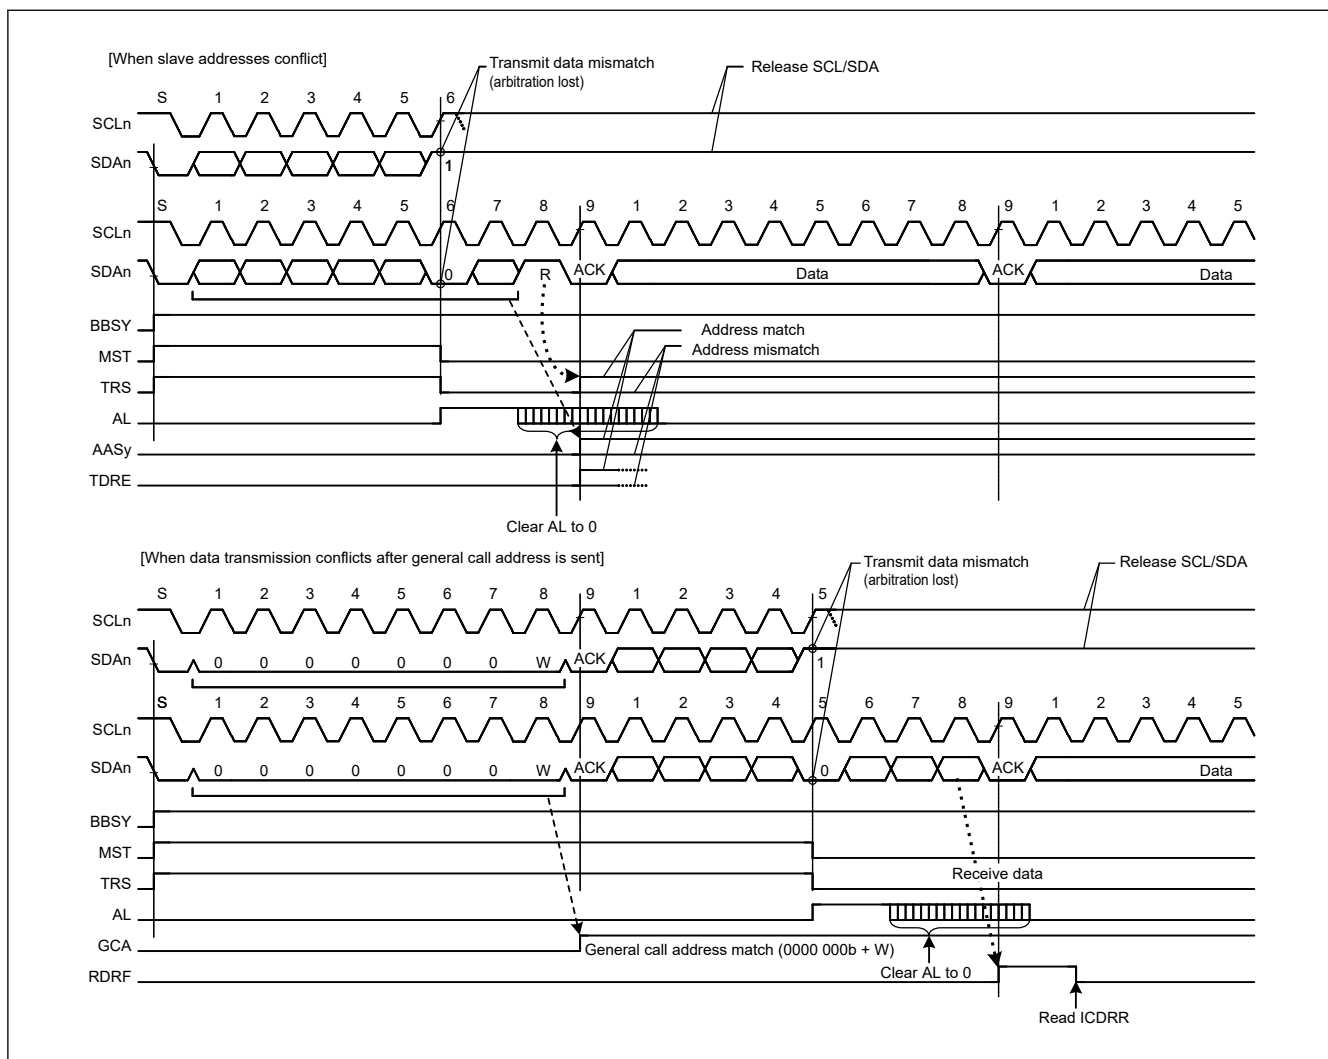 [When slave addresses conflict]
Transmit data mismatch
(arbitration lost)
Release SCL/SDA
S 1 2 3 4 5 6
SCLn
SDAn
1
S 1 2 3 4 5 6 7 8 9 1 2 3 4 5 6 7 8 9 1 2 3 4 5
SCLn
SDAn 0 R ACK Data ACK Data
BBSY
Address match
MST Address mismatch
TRS
AL
AASy
TDRE
Clear AL to 0
[When data transmission conflicts after general call address is sent]
Transmit data mismatch
(arbitration lost)
Release SCL/SDA
S 1 2 3 4 5 6 7 8 9 1 2 3 4 5
SCLn
SDAn 0 0 0 0 0 0 0 W ACK 1
S 1 2 3 4 5 6 7 8 9 1 2 3 4 5 6 7 8 9 1 2 3 4 5
SCLn
SDAn 0 0 0 0 0 0 0 W ACK 0 ACK Data
BBSY
MST
TRS Receive data
AL
GCA General call address match (0000 000b + W)
RDRF Clear AL to 0
Read ICDRR